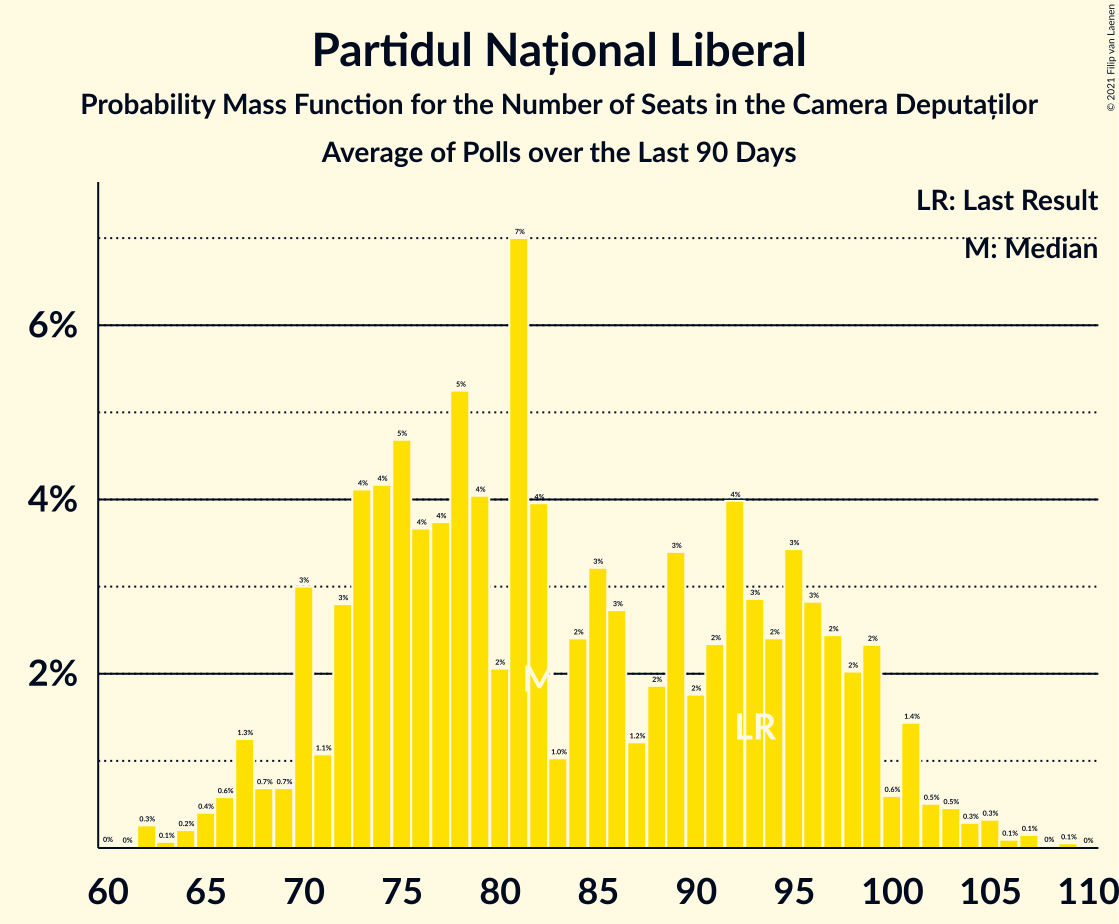 Partidul Național Liberal
Probability Mass Function for the Number of Seats in the Camera Deputaților
Average of Polls over the Last 90 Days
© 2021 Filip van Laenen
LR: Last Result
M: Median
6%
4%
2%
0% 0% 0.3% 0.1% 0.2% 0.4% 0.6% 1.3% 0.7% 0.7% 3% 1.1% 3% 4% 4% 5% 4% 4% 5% 4% 2% 7% 4% 1.0% 2% 3% 3% 1.2% 2% 3% 2% 2% 4% 3% 2% 3% 3% 2% 2% 2% 0.6% 1.4% 0.5% 0.5% 0.3% 0.3% 0.1% 0.1% 0% 0.1% 0%
M
LR
60 65 70 75 80 85 90 95 100 105 110